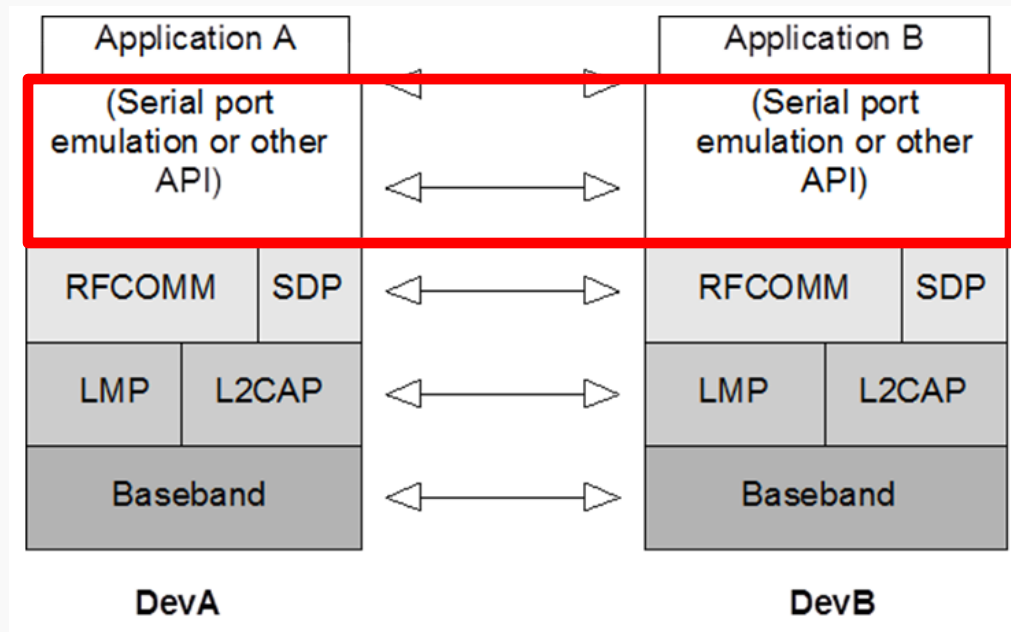 Application A
Application B
(Serial port
emulation or other
API)
(Serial port
emulation or other
API)
RFCOMM SDP
RFCOMM SDP
LMP L2CAP
LMP L2CAP
Baseband
Baseband
DevA
DevB